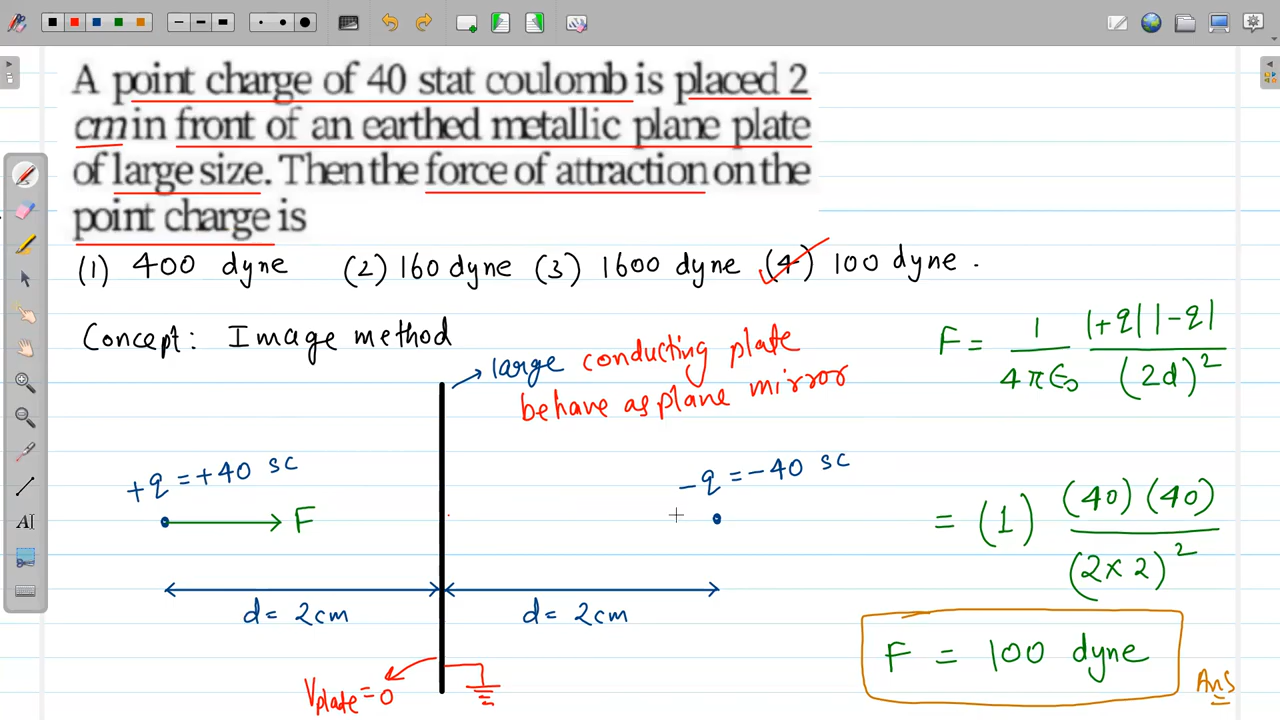 A point charge of 40 stat coulomb is placed 2
cm in front of an earthed metallic plane plate
of large size. Then the force of attraction on the
point charge is
(1) 400 dyne (2) 160 dyne (3) 1600 dyne (4) 100 dyne .
Concept: Image method
large conducting plate
behave as plane mirror
F = 1/4πε₀ |+q| |-q|/(2d)²
+q = +40 sc
-q = -40 sc
F
= (1) (40) (40)/(2×2)²
d = 2cm
d = 2cm
F = 100 dyne
Ans
Vplate = 0
AI